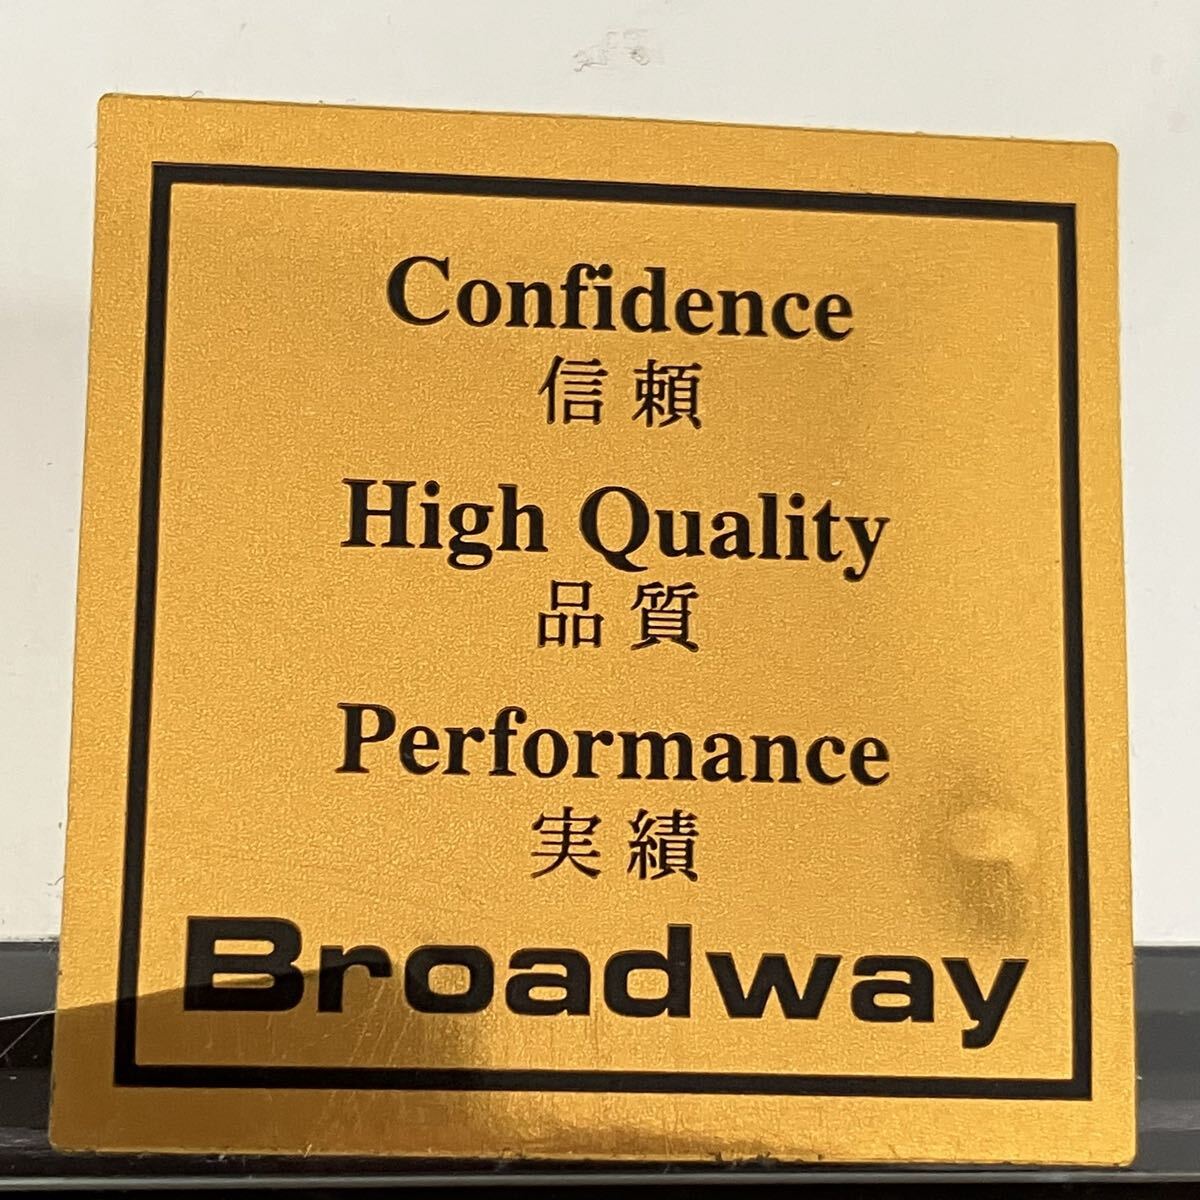 Confidence
信頼
High Quality
品質
Performance
実績
Broadway